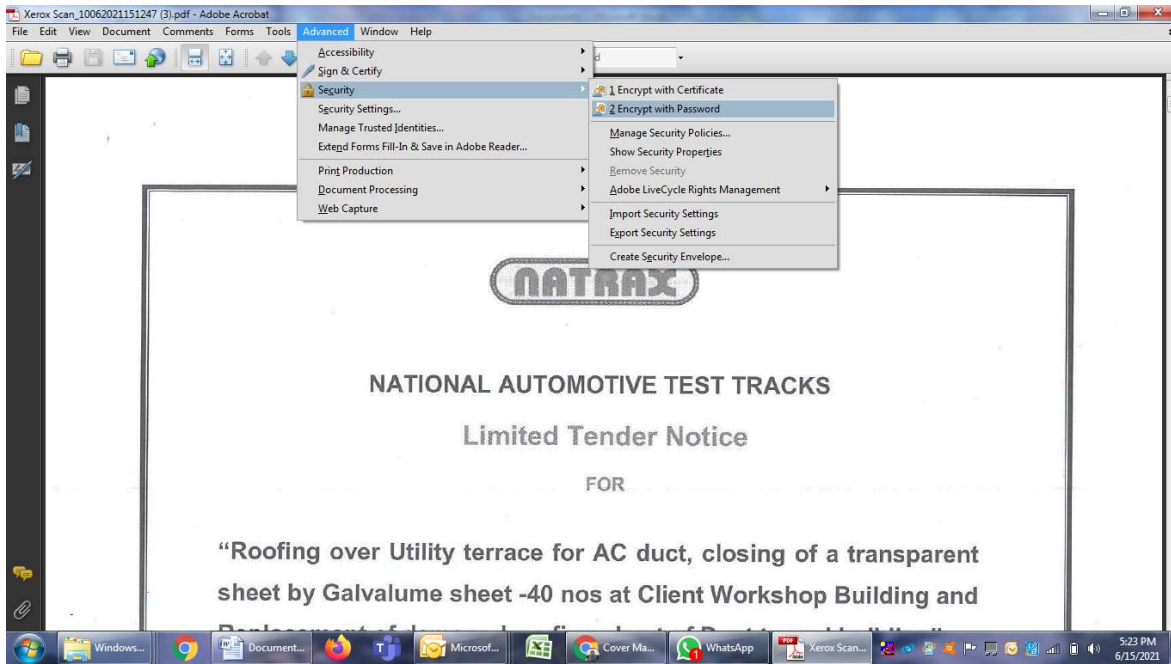 Xerox Scan_10062021151247 (3).pdf - Adobe Acrobat
File Edit View Document Comments Forms Tools Advanced Window Help
Accessibility
Sign & Certify
Security
Security Settings...
Manage Trusted Identities...
Extend Forms Fill-In & Save in Adobe Reader...
Print Production
Document Processing
Web Capture
1 Encrypt with Certificate
2 Encrypt with Password
Manage Security Policies...
Show Security Properties
Remove Security
Adobe LiveCycle Rights Management
Import Security Settings
Export Security Settings
Create Security Envelope...
NATRAX
NATIONAL AUTOMOTIVE TEST TRACKS
Limited Tender Notice
FOR
“Roofing over Utility terrace for AC duct, closing of a transparent
sheet by Galvalume sheet -40 nos at Client Workshop Building and
Windows... Document... Microsof... Cover Ma... WhatsApp Xerox Scan...
1
5:23 PM
6/15/2021